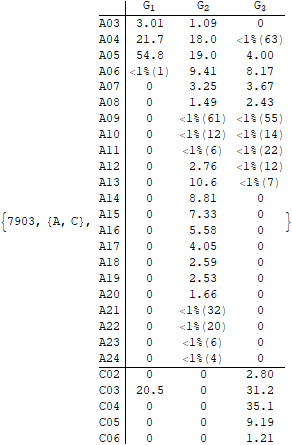 G1 G2 G3
A03 3.01 1.09 0
A04 21.7 18.0 <1%(63)
A05 54.8 19.0 4.00
A06 <1%(1) 9.41 8.17
A07 0 3.25 3.67
A08 0 1.49 2.43
A09 0 <1%(61) <1%(55)
A10 0 <1%(12) <1%(14)
A11 0 <1%(6) <1%(22)
A12 0 2.76 <1%(12)
A13 0 10.6 <1%(7)
A14 0 8.81 0
A15 0 7.33 0
{7903, {A, C}, A16 0 5.58 0 }
A17 0 4.05 0
A18 0 2.59 0
A19 0 2.53 0
A20 0 1.66 0
A21 0 <1%(32) 0
A22 0 <1%(20) 0
A23 0 <1%(6) 0
A24 0 <1%(4) 0
C02 0 0 2.80
C03 20.5 0 31.2
C04 0 0 35.1
C05 0 0 9.19
C06 0 0 1.21